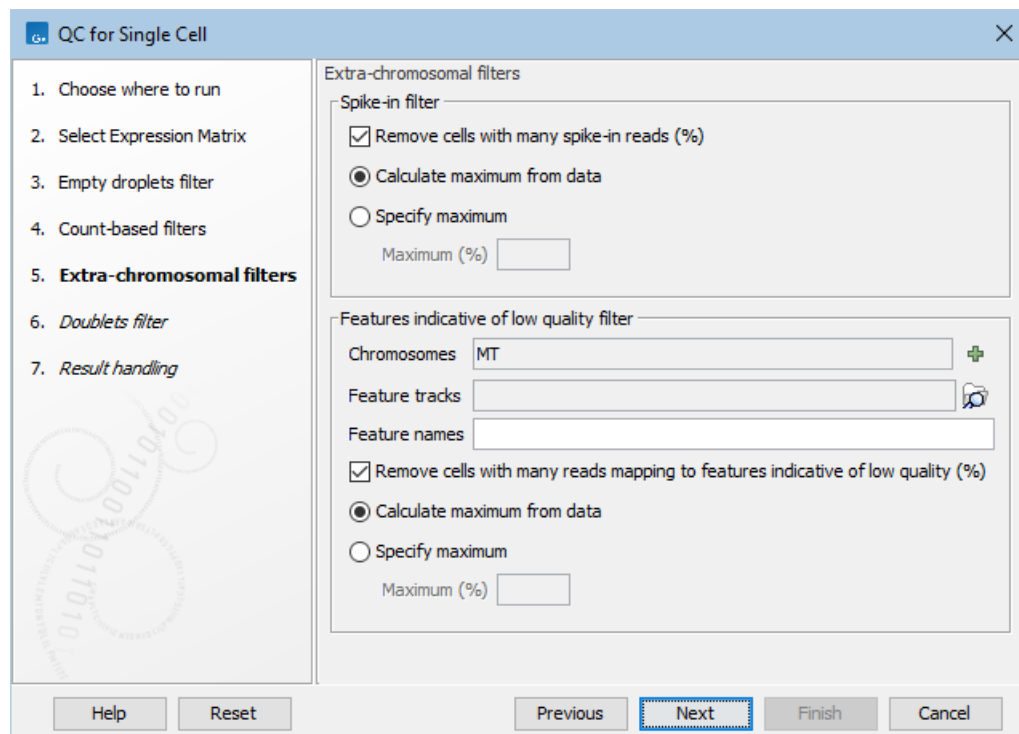 G.
QC for Single Cell
1. Choose where to run
2. Select Expression Matrix
3. Empty droplets filter
4. Count-based filters
5. Extra-chromosomal filters
6. Doublets filter
7. Result handling
Extra-chromosomal filters
Spike-in filter
Remove cells with many spike-in reads (%)
Calculate maximum from data
Specify maximum
Maximum (%)
Features indicative of low quality filter
Chromosomes MT
Feature tracks
Feature names
Remove cells with many reads mapping to features indicative of low quality (%)
Calculate maximum from data
Specify maximum
Maximum (%)
Help Reset Previous Next Finish Cancel